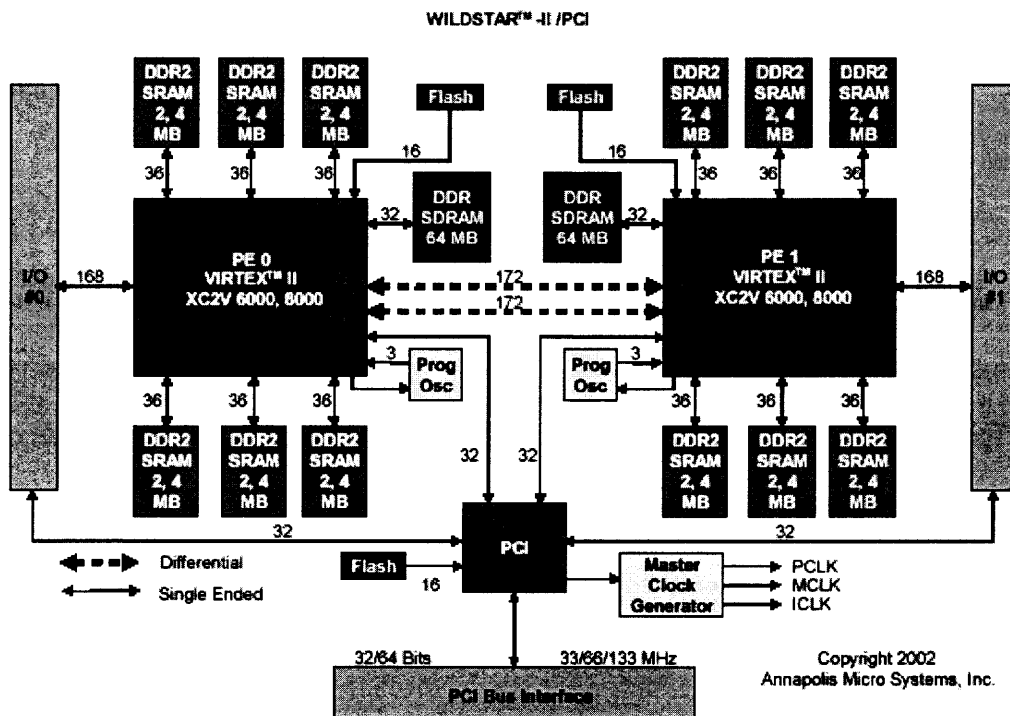 WILDSTAR™ -II /PCI
DDR2
SRAM
2, 4
MB
DDR2
SRAM
2, 4
MB
DDR2
SRAM
2, 4
MB
Flash
Flash
DDR2
SRAM
2, 4
MB
DDR2
SRAM
2, 4
MB
DDR2
SRAM
2, 4
MB
16
16
36
36
36
36
36
36
DDR
SDRAM
64 MB
DDR
SDRAM
64 MB
32
32
I/O
#0
168
PE 0
VIRTEX™ II
XC2V 6000, 8000
172
172
PE 1
VIRTEX™ II
XC2V 6000, 8000
168
I/O
#1
3
Prog
Osc
Prog
Osc
3
36
36
36
36
36
36
DDR2
SRAM
2, 4
MB
DDR2
SRAM
2, 4
MB
DDR2
SRAM
2, 4
MB
32
32
DDR2
SRAM
2, 4
MB
DDR2
SRAM
2, 4
MB
DDR2
SRAM
2, 4
MB
32
PCI
32
Differential
Single Ended
Flash
16
Master
Clock
Generator
PCLK
MCLK
ICLK
32/64 Bits
33/66/133 MHz
PCI Bus Interface
Copyright 2002
Annapolis Micro Systems, Inc.